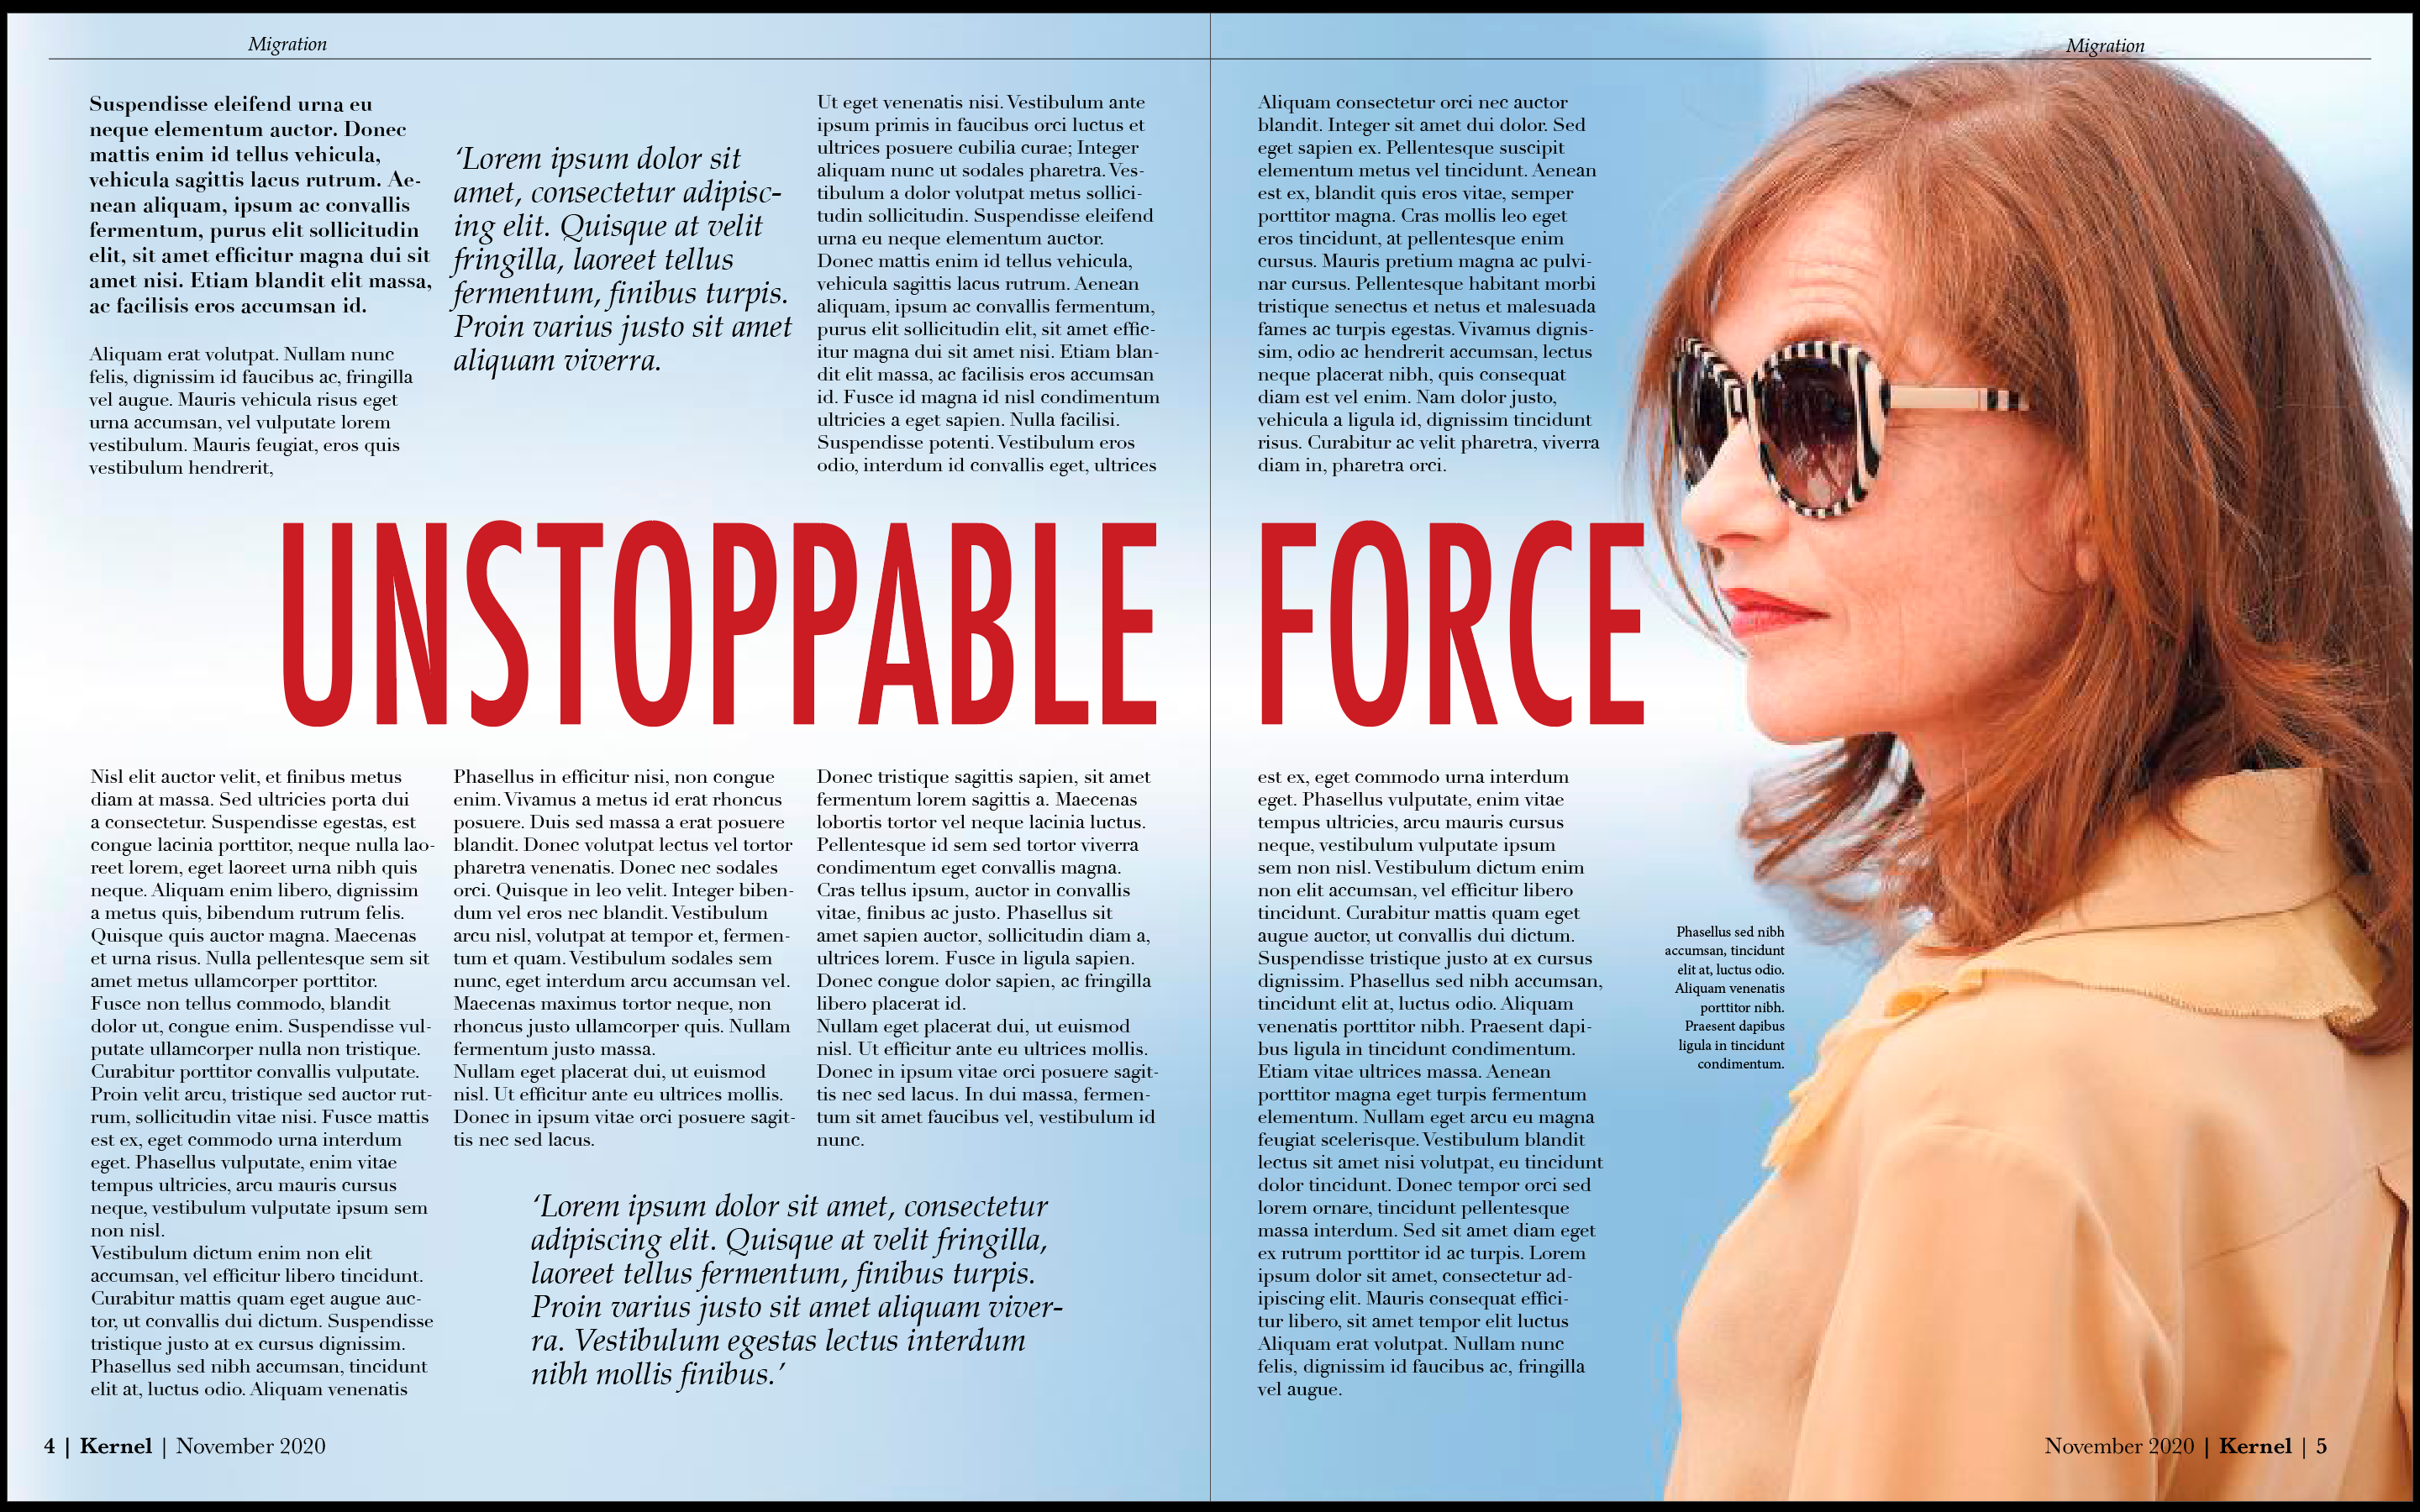 Migration
Suspendisse eleifend urna eu
neque elementum auctor. Donec
mattis enim id tellus vehicula,
vehicula sagittis lacus rutrum. Ae-
nean aliquam, ipsum ac convallis
fermentum, purus elit sollicitudin
elit, sit amet efficitur magna dui sit
amet nisi. Etiam blandit elit massa,
ac facilisis eros accumsan id.
Aliquam erat volutpat. Nullam nunc
felis, dignissim id faucibus ac, fringilla
vel augue. Mauris vehicula risus eget
urna accumsan, vel vulputate lorem
vestibulum. Mauris feugiat, eros quis
vestibulum hendrerit,
‘Lorem ipsum dolor sit
amet, consectetur adipisc-
ing elit. Quisque at velit
fringilla, laoreet tellus
fermentum, finibus turpis.
Proin varius justo sit amet
aliquam viverra.
Ut eget venenatis nisi. Vestibulum ante
ipsum primis in faucibus orci luctus et
ultrices posuere cubilia curae; Integer
aliquam nunc ut sodales pharetra. Ves-
tibulum a dolor volutpat metus sollici-
tudin sollicitudin. Suspendisse eleifend
urna eu neque elementum auctor.
Donec mattis enim id tellus vehicula,
vehicula sagittis lacus rutrum. Aenean
aliquam, ipsum ac convallis fermentum,
purus elit sollicitudin elit, sit amet effic-
itur magna dui sit amet nisi. Etiam blan-
dit elit massa, ac facilisis eros accumsan
id. Fusce id magna id nisl condimentum
ultricies a eget sapien. Nulla facilisi.
Suspendisse potenti. Vestibulum eros
odio, interdum id convallis eget, ultrices
Migration
Aliquam consectetur orci nec auctor
blandit. Integer sit amet dui dolor. Sed
eget sapien ex. Pellentesque suscipit
elementum metus vel tincidunt. Aenean
est ex, blandit quis eros vitae, semper
porttitor magna. Cras mollis leo eget
eros tincidunt, at pellentesque enim
cursus. Mauris pretium magna ac pulvi-
nar cursus. Pellentesque habitant morbi
tristique senectus et netus et malesuada
fames ac turpis egestas. Vivamus dignis-
sim, odio ac hendrerit accumsan, lectus
neque placerat nibh, quis consequat
diam est vel enim. Nam dolor justo,
vehicula a ligula id, dignissim tincidunt
risus. Curabitur ac velit pharetra, viverra
diam in, pharetra orci.
UNSTOPPABLE FORCE
Nisl elit auctor velit, et finibus metus
diam at massa. Sed ultricies porta dui
a consectetur. Suspendisse egestas, est
congue lacinia porttitor, neque nulla lao-
reet lorem, eget laoreet urna nibh quis
neque. Aliquam enim libero, dignissim
a metus quis, bibendum rutrum felis.
Quisque quis auctor magna. Maecenas
et urna risus. Nulla pellentesque sem sit
amet metus ullamcorper porttitor.
Fusce non tellus commodo, blandit
dolor ut, congue enim. Suspendisse vul-
putate ullamcorper nulla non tristique.
Curabitur porttitor convallis vulputate.
Proin velit arcu, tristique sed auctor rut-
rum, sollicitudin vitae nisi. Fusce mattis
est ex, eget commodo urna interdum
eget. Phasellus vulputate, enim vitae
tempus ultricies, arcu mauris cursus
neque, vestibulum vulputate ipsum sem
non nisl.
Vestibulum dictum enim non elit
accumsan, vel efficitur libero tincidunt.
Curabitur mattis quam eget augue auc-
tor, ut convallis dui dictum. Suspendisse
tristique justo at ex cursus dignissim.
Phasellus sed nibh accumsan, tincidunt
elit at, luctus odio. Aliquam venenatis
Phasellus in efficitur nisi, non congue
enim. Vivamus a metus id erat rhoncus
posuere. Duis sed massa a erat posuere
blandit. Donec volutpat lectus vel tortor
pharetra venenatis. Donec nec sodales
orci. Quisque in leo velit. Integer biben-
dum vel eros nec blandit. Vestibulum
arcu nisl, volutpat at tempor et, fermen-
tum et quam. Vestibulum sodales sem
nunc, eget interdum arcu accumsan vel.
Maecenas maximus tortor neque, non
rhoncus justo ullamcorper quis. Nullam
fermentum justo massa.
Nullam eget placerat dui, ut euismod
nisl. Ut efficitur ante eu ultrices mollis.
Donec in ipsum vitae orci posuere sagit-
tis nec sed lacus.
Donec tristique sagittis sapien, sit amet
fermentum lorem sagittis a. Maecenas
lobortis tortor vel neque lacinia luctus.
Pellentesque id sem sed tortor viverra
condimentum eget convallis magna.
Cras tellus ipsum, auctor in convallis
vitae, finibus ac justo. Phasellus sit
amet sapien auctor, sollicitudin diam a,
ultrices lorem. Fusce in ligula sapien.
Donec congue dolor sapien, ac fringilla
libero placerat id.
Nullam eget placerat dui, ut euismod
nisl. Ut efficitur ante eu ultrices mollis.
Donec in ipsum vitae orci posuere sagit-
tis nec sed lacus. In dui massa, fermen-
tum sit amet faucibus vel, vestibulum id
nunc.
‘Lorem ipsum dolor sit amet, consectetur
adipiscing elit. Quisque at velit fringilla,
laoreet tellus fermentum, finibus turpis.
Proin varius justo sit amet aliquam viver-
ra. Vestibulum egestas lectus interdum
nibh mollis finibus.’
est ex, eget commodo urna interdum
eget. Phasellus vulputate, enim vitae
tempus ultricies, arcu mauris cursus
neque, vestibulum vulputate ipsum
sem non nisl. Vestibulum dictum enim
non elit accumsan, vel efficitur libero
tincidunt. Curabitur mattis quam eget
augue auctor, ut convallis dui dictum.
Suspendisse tristique justo at ex cursus
dignissim. Phasellus sed nibh accumsan,
tincidunt elit at, luctus odio. Aliquam
venenatis porttitor nibh. Praesent dapi-
bus ligula in tincidunt condimentum.
Etiam vitae ultrices massa. Aenean
porttitor magna eget turpis fermentum
elementum. Nullam eget arcu eu magna
feugiat scelerisque. Vestibulum blandit
lectus sit amet nisi volutpat, eu tincidunt
dolor tincidunt. Donec tempor orci sed
lorem ornare, tincidunt pellentesque
massa interdum. Sed sit amet diam eget
ex rutrum porttitor id ac turpis. Lorem
ipsum dolor sit amet, consectetur ad-
ipiscing elit. Mauris consequat effici-
tur libero, sit amet tempor elit luctus
Aliquam erat volutpat. Nullam nunc
felis, dignissim id faucibus ac, fringilla
vel augue.
Phasellus sed nibh
accumsan, tincidunt
elit at, luctus odio.
Aliquam venenatis
porttitor nibh.
Praesent dapibus
ligula in tincidunt
condimentum.
4 | Kernel | November 2020
November 2020 | Kernel | 5